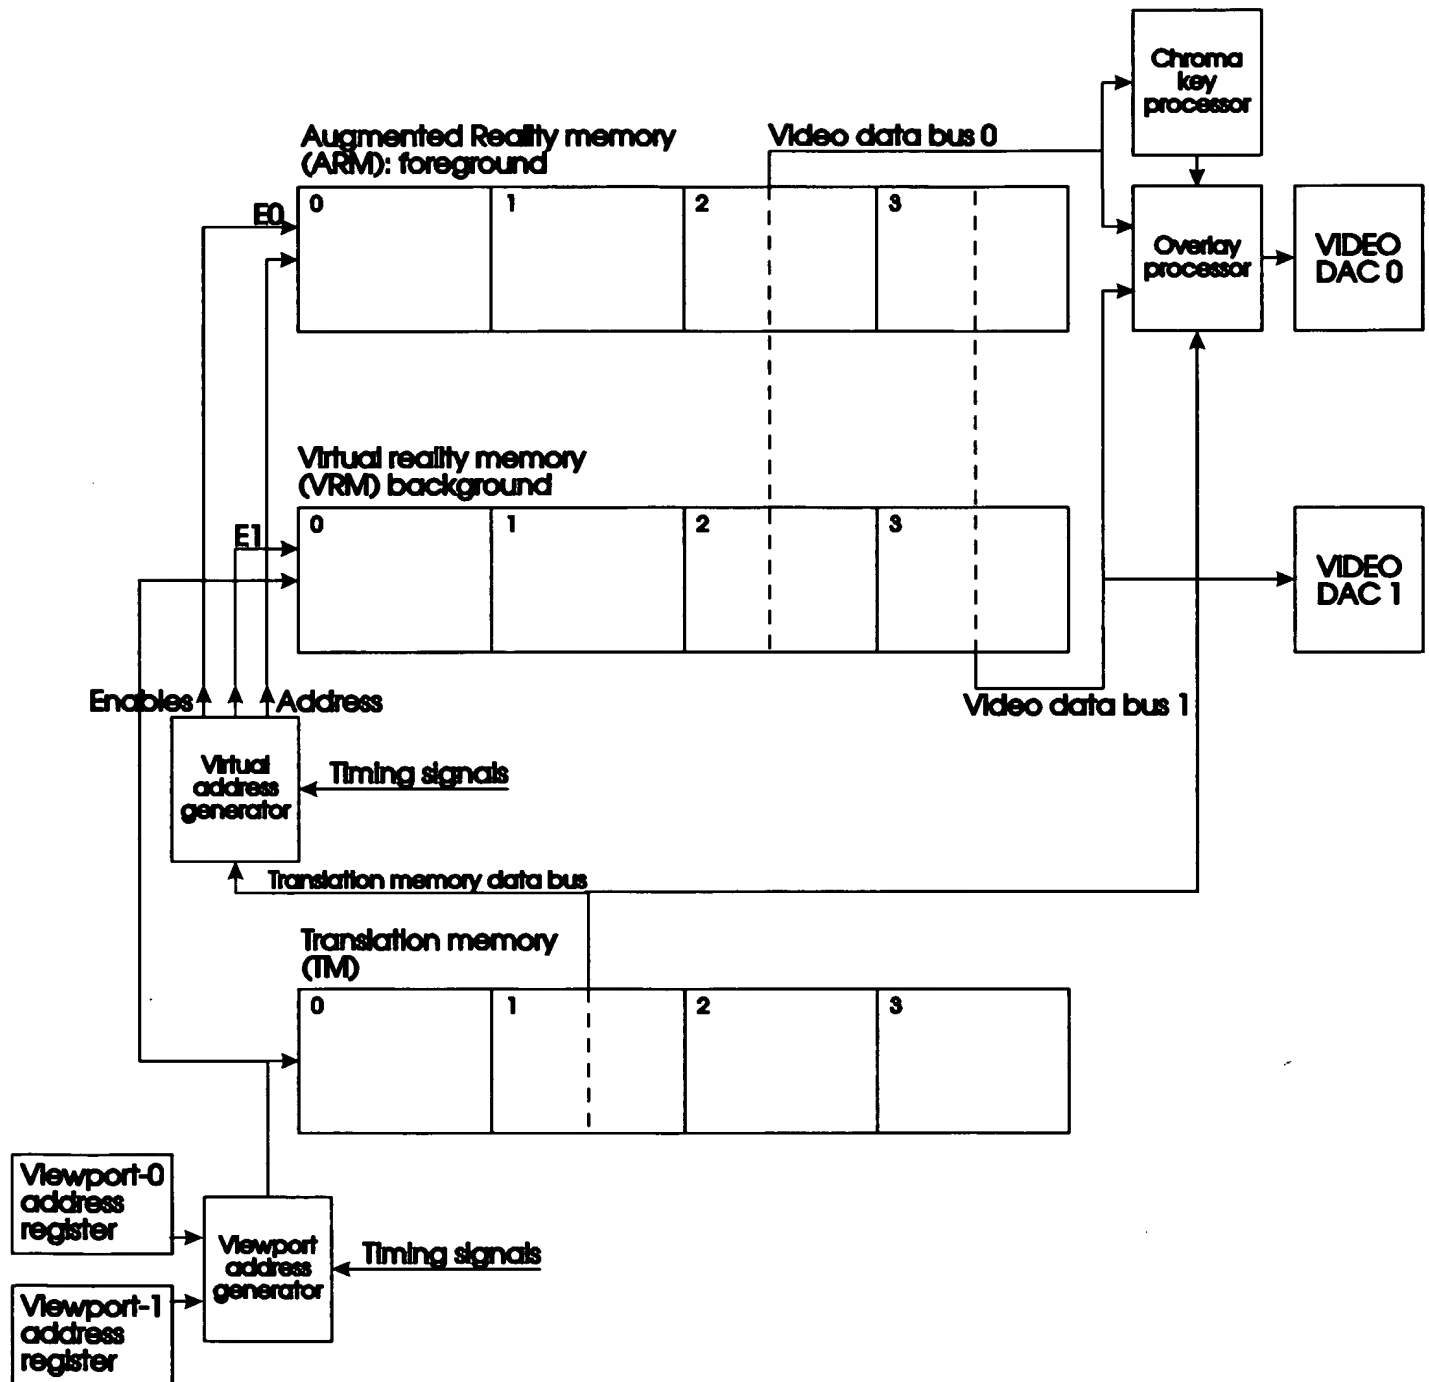 Chroma
key
processor
Augmented Reality memory
(ARM): foreground
Video data bus 0
E0
0
1
2
3
Overlay
processor
VIDEO
DAC 0
Virtual reality memory
(VRM) background
E1
0
1
2
3
VIDEO
DAC 1
Enables
Address
Video data bus 1
Virtual
address
generator
Timing signals
Translation memory data bus
Translation memory
(TM)
0
1
2
3
Viewport-0
address
register
Viewport
address
generator
Timing signals
Viewport-1
address
register